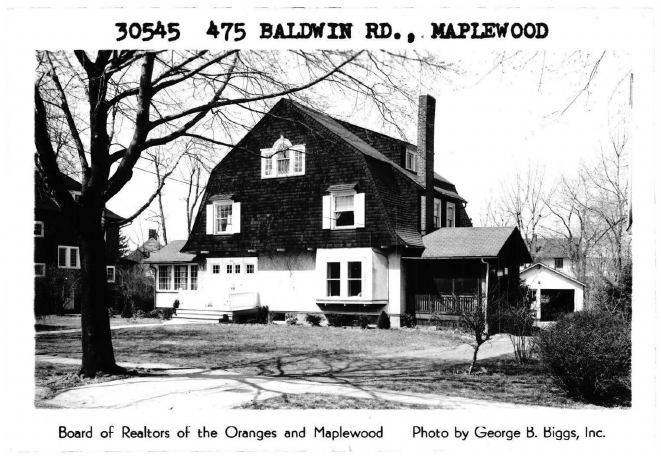 30545 475 BALDWIN RD., MAPLEWOOD
Board of Realtors of the Oranges and Maplewood Photo by George B. Biggs, Inc.